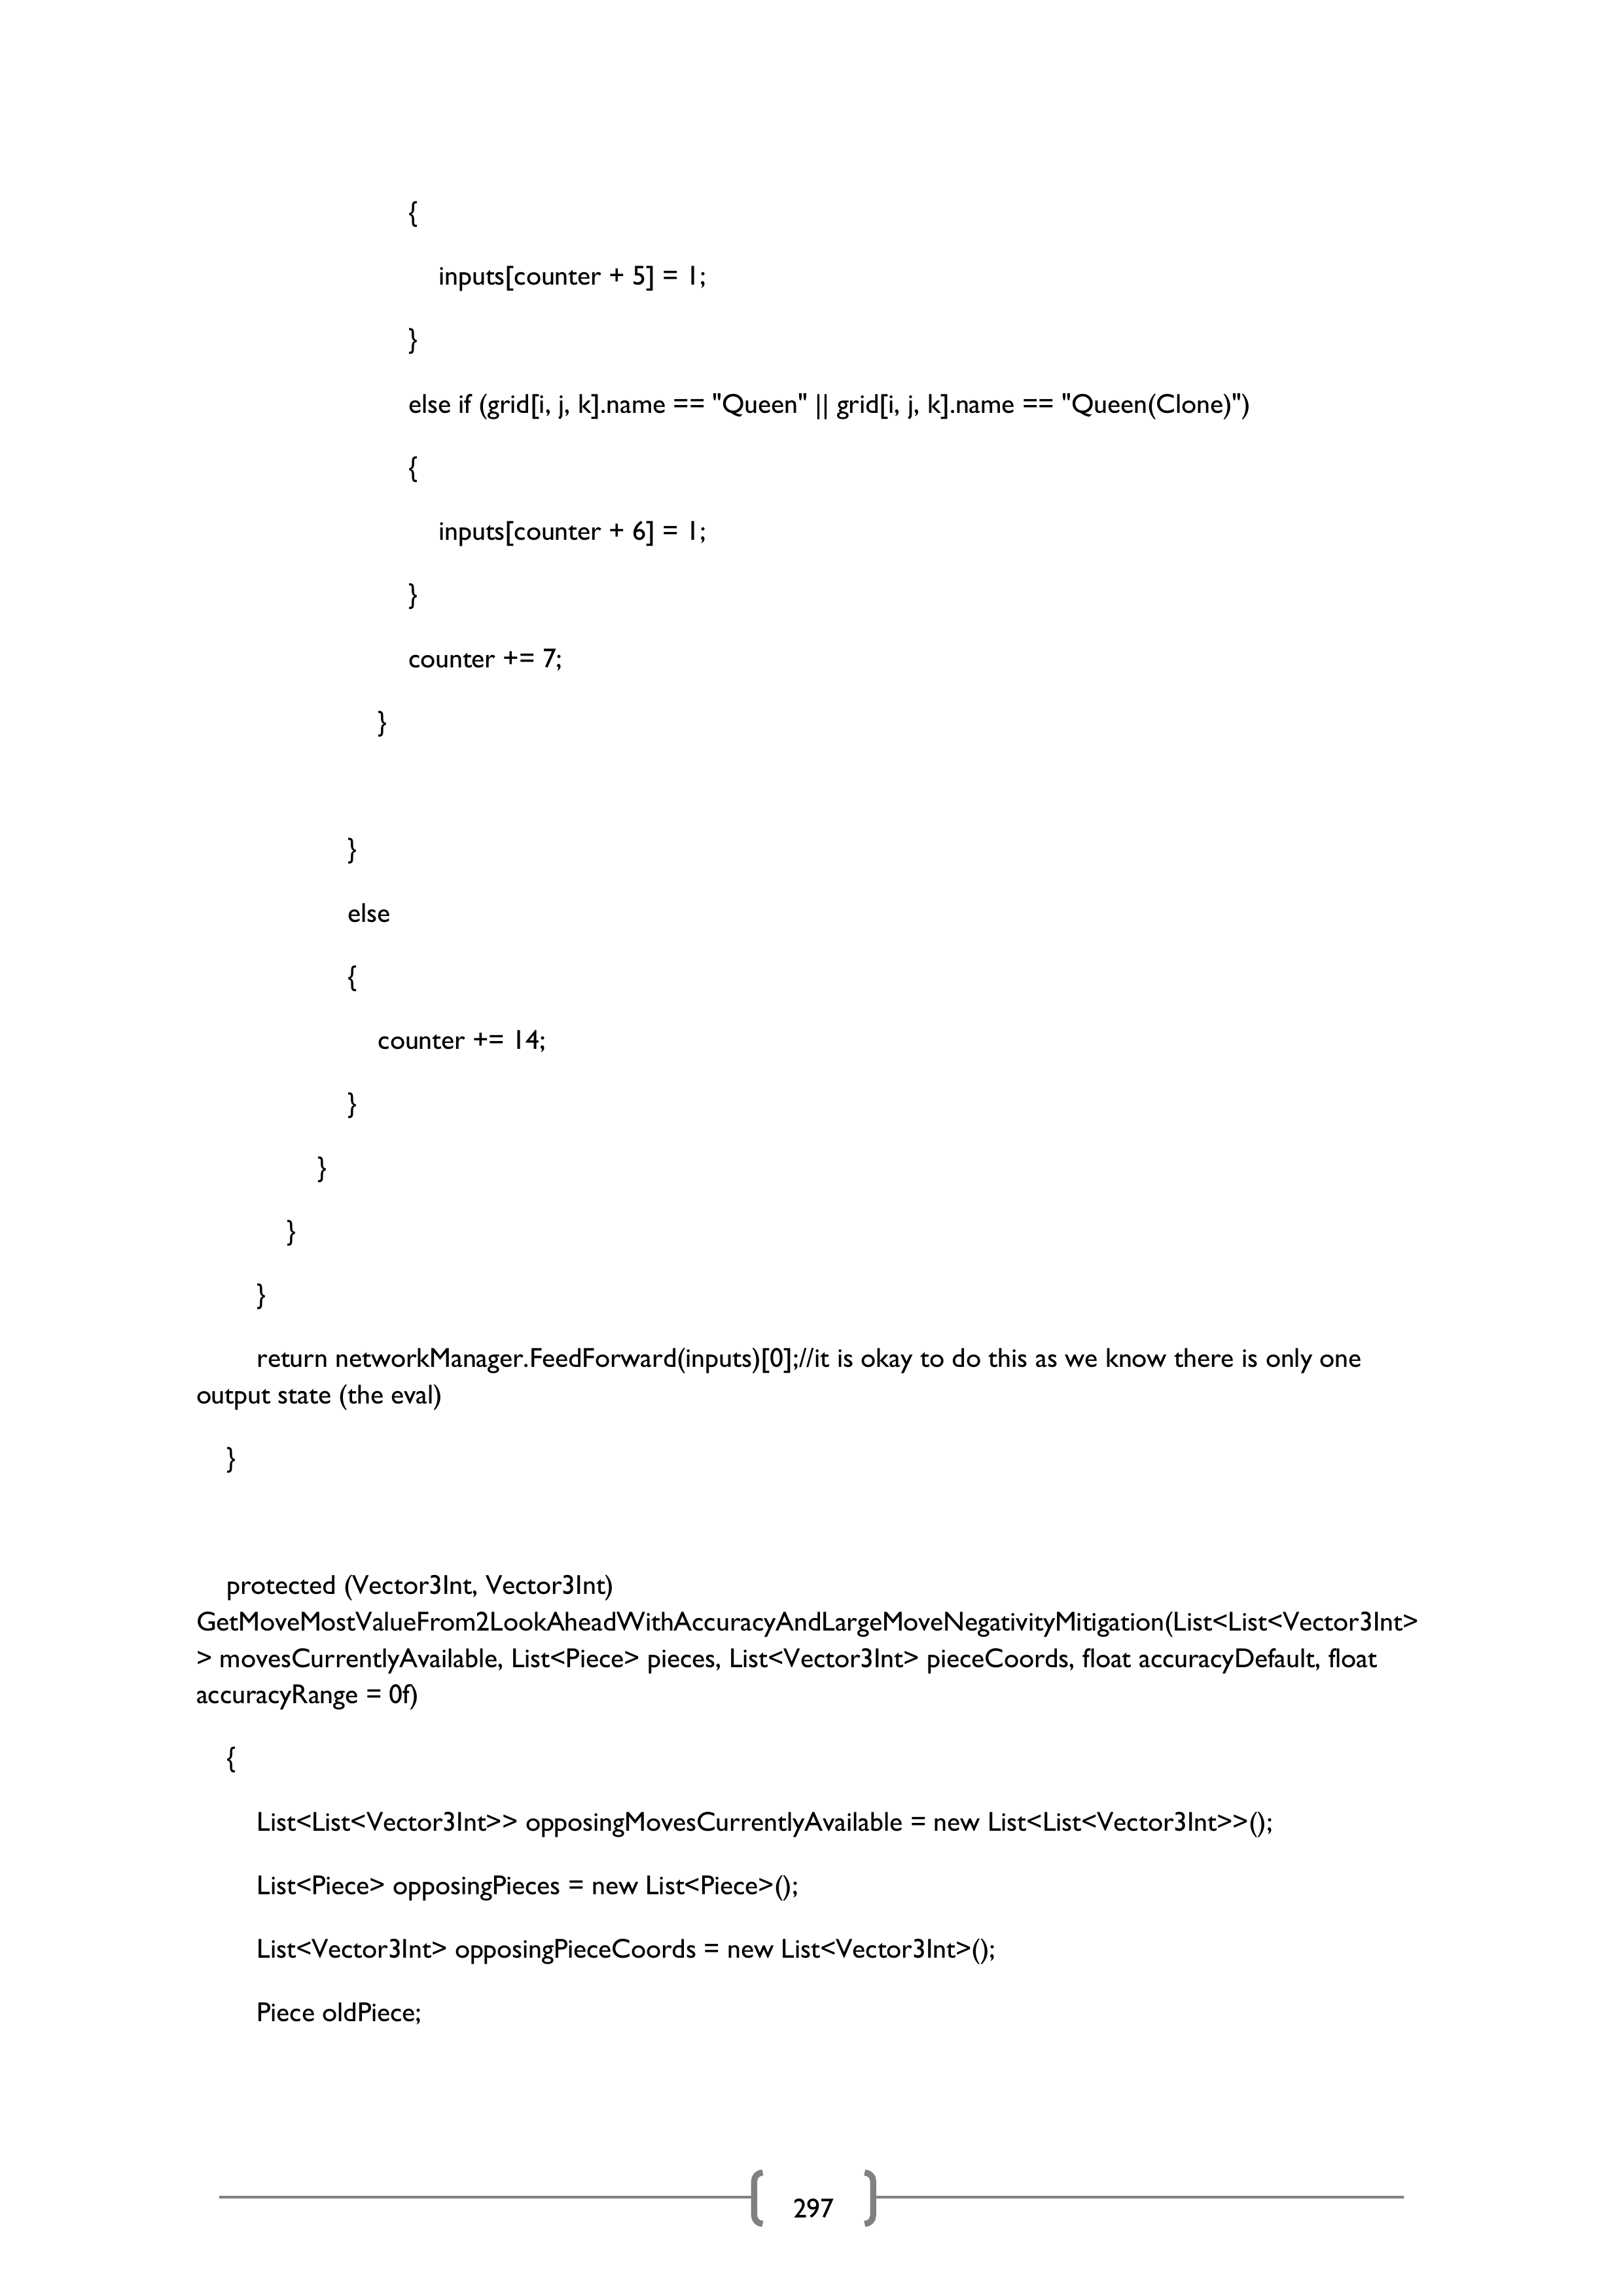 {
inputs[counter + 5] = 1;
}
else if (grid[i, j, k].name == "Queen" || grid[i, j, k].name == "Queen(Clone)")
{
inputs[counter + 6] = 1;
}
counter += 7;
}
}
else
{
counter += 14;
}
}
}
}
return networkManager.FeedForward(inputs)[0];//it is okay to do this as we know there is only one
output state (the eval)
}
protected (Vector3Int, Vector3Int)
GetMoveMostValueFrom2LookAheadWithAccuracyAndLargeMoveNegativityMitigation(List<List<Vector3Int>
> movesCurrentlyAvailable, List<Piece> pieces, List<Vector3Int> pieceCoords, float accuracyDefault, float
accuracyRange = 0f)
{
List<List<Vector3Int>> opposingMovesCurrentlyAvailable = new List<List<Vector3Int>>();
List<Piece> opposingPieces = new List<Piece>();
List<Vector3Int> opposingPieceCoords = new List<Vector3Int>();
Piece oldPiece;
297